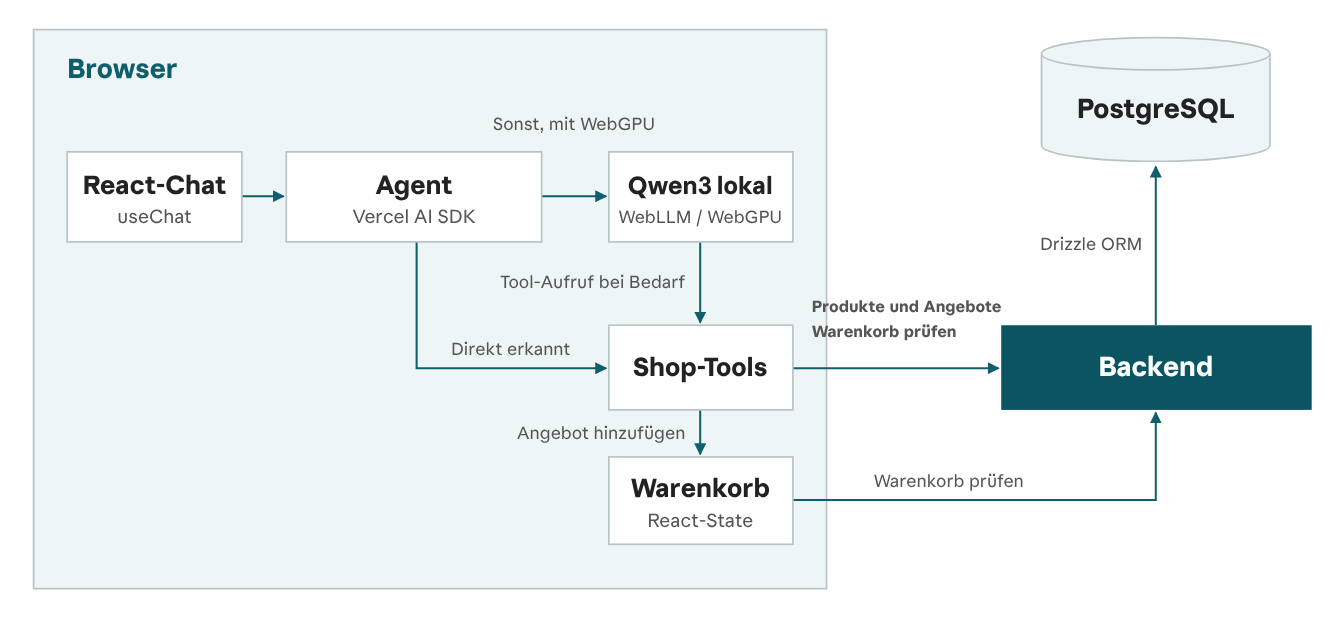 Browser
PostgreSQL
Sonst, mit WebGPU
React-Chat
useChat
Agent
Vercel AI SDK
Qwen3 lokal
WebLLM / WebGPU
Drizzle ORM
Tool-Aufruf bei Bedarf
Produkte und Angebote
Warenkorb prüfen
Direkt erkannt
Shop-Tools
Backend
Angebot hinzufügen
Warenkorb
React-State
Warenkorb prüfen